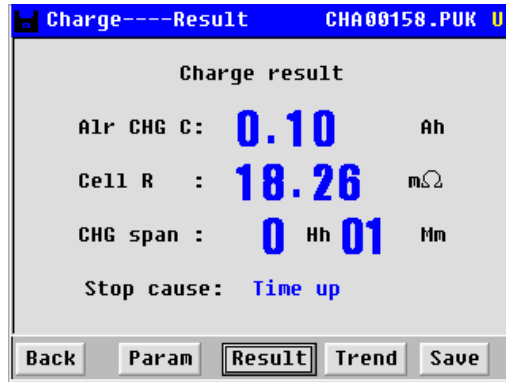 Charge----Result CHA00158.PUK U
Charge result
Alr CHG C: 0.10 Ah
Cell R : 18.26 mΩ
CHG span : 0 Hh 01 Mm
Stop cause: Time up
Back Param Result Trend Save